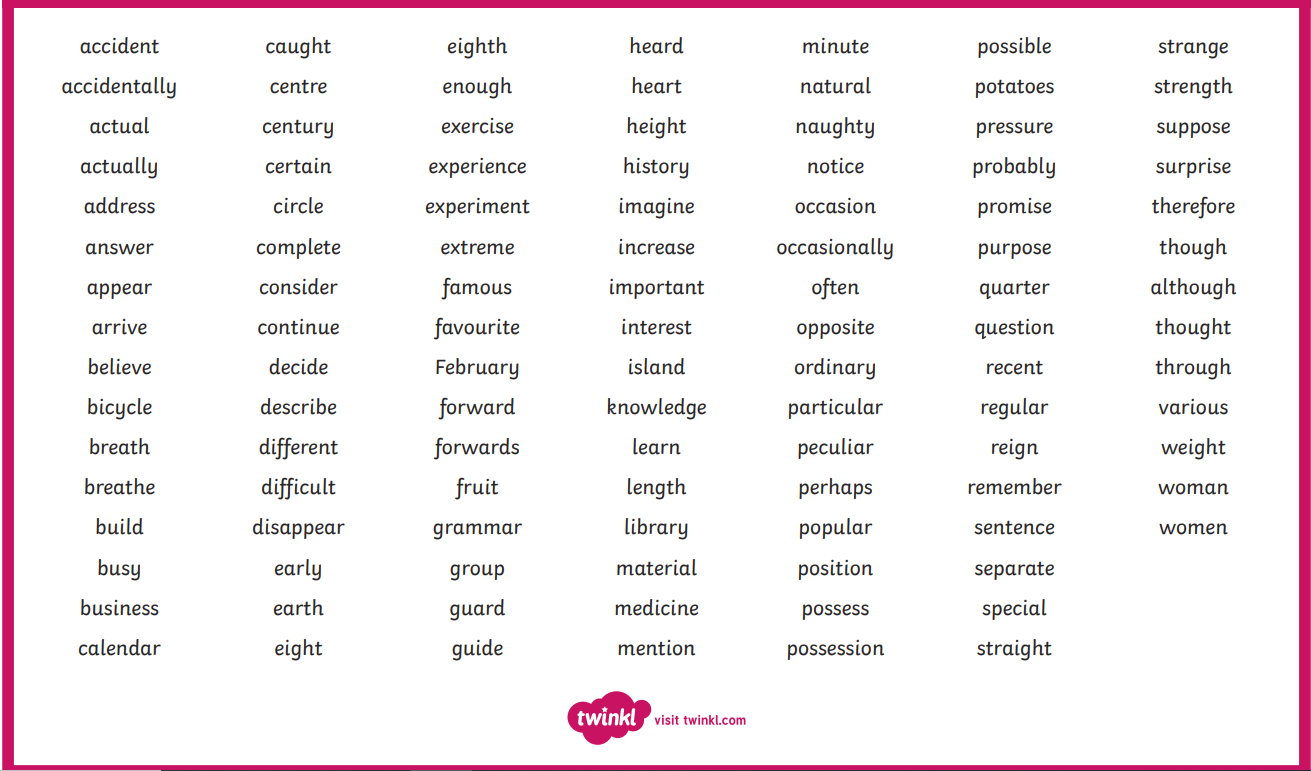 accident caught eighth heard minute possible strange
accidentally centre enough heart natural potatoes strength
actual century exercise height naughty pressure suppose
actually certain experience history notice probably surprise
address circle experiment imagine occasion promise therefore
answer complete extreme increase occasionally purpose though
appear consider famous important often quarter although
arrive continue favourite interest opposite question thought
believe decide February island ordinary recent through
bicycle describe forward knowledge particular regular various
breath different forwards learn peculiar reign weight
breathe difficult fruit length perhaps remember woman
build disappear grammar library popular sentence women
busy early group material position separate
business earth guard medicine possess special
calendar eight guide mention possession straight
twinkl visit twinkl.com